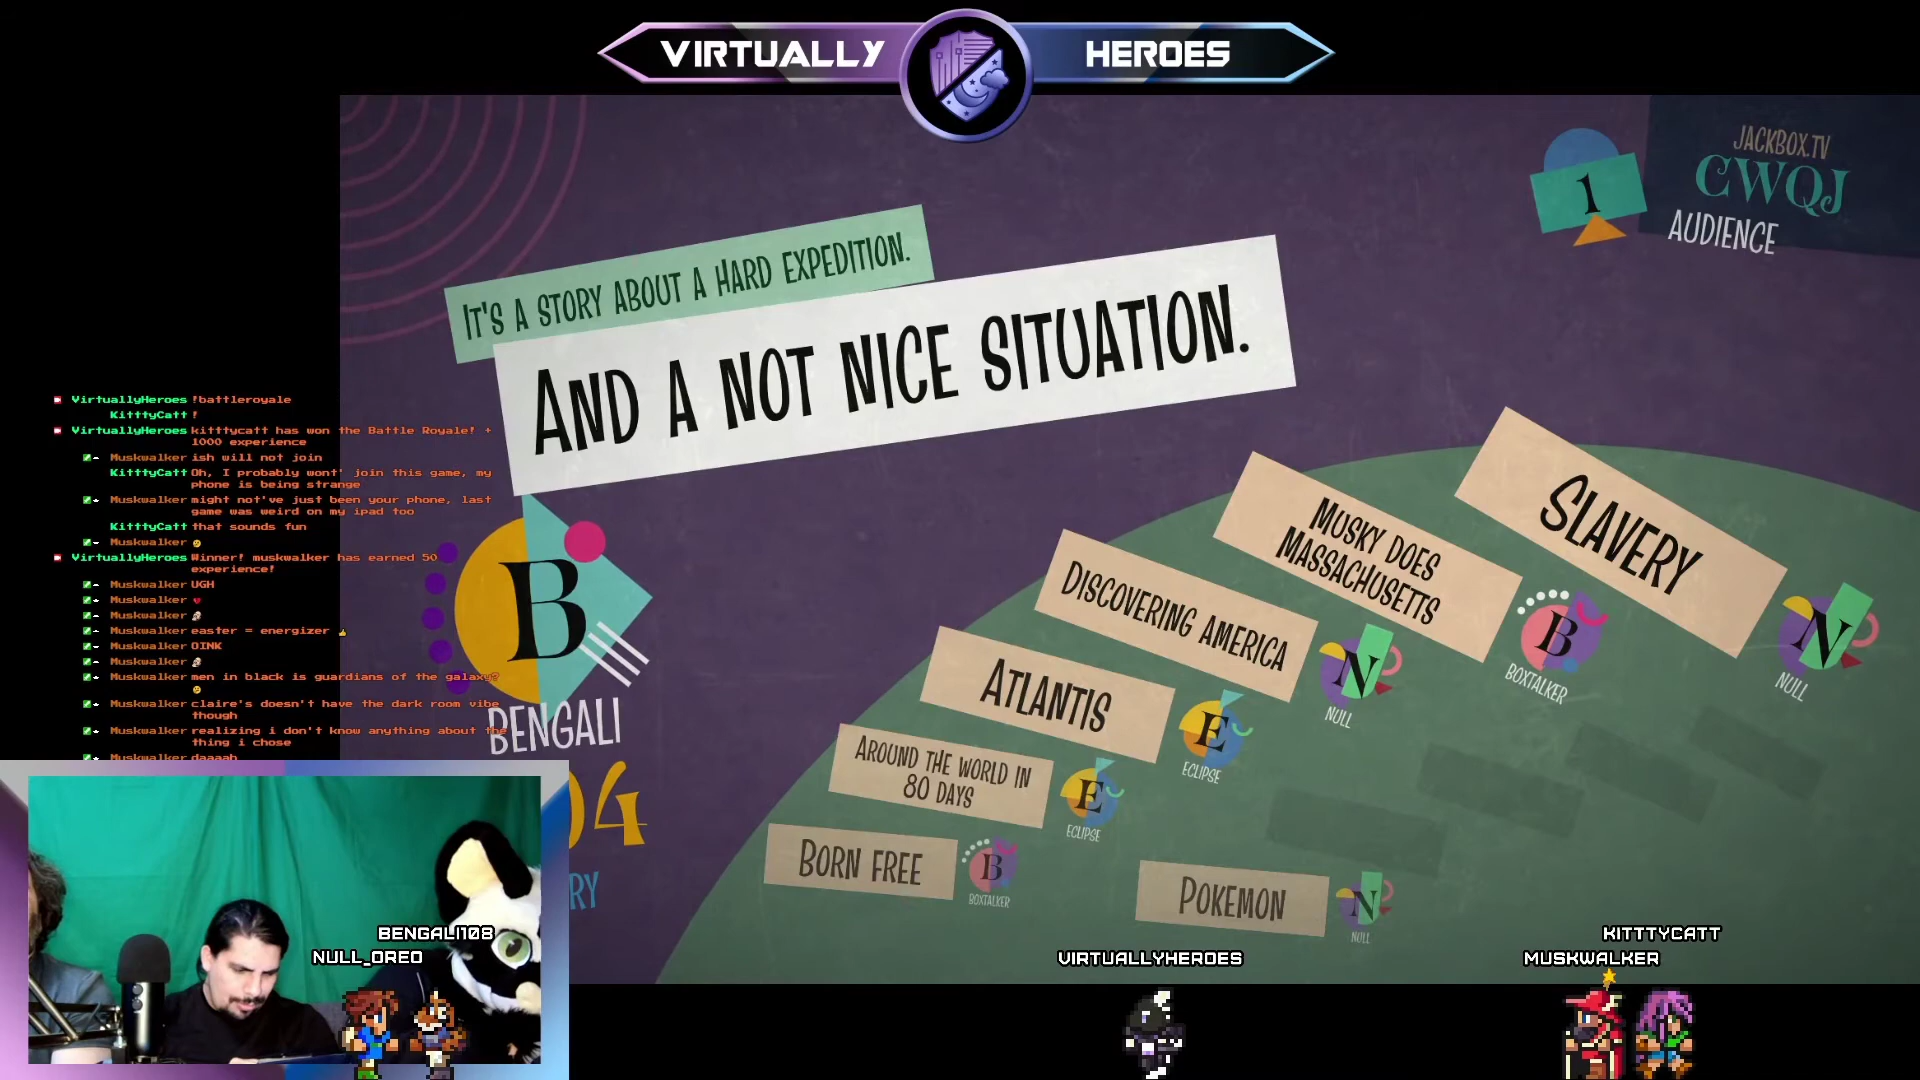 VIRTUALLY HEROES
JACKBOX.TV
CWQJ
1
AUDIENCE
IT'S A STORY ABOUT A HARD EXPEDITION.
AND A NOT NICE SITUATION.
VirtuallyHeroes !battleroyale
KitttyCatt !
VirtuallyHeroes kitttycatt has won the Battle Royale! +
1000 experience
Muskwalker ish will not join
KitttyCatt Oh, I probably wont' join this game, my
phone is being strange
Muskwalker might not've just been your phone, last
game was weird on my ipad too
KitttyCatt that sounds fun
Muskwalker
VirtuallyHeroes Winner! muskwalker has earned 50
experience!
Muskwalker UGH
Muskwalker
Muskwalker
Muskwalker easter = energizer
Muskwalker OINK
Muskwalker
Muskwalker men in black is guardians of the galaxy?
Muskwalker claire's doesn't have the dark room vibe
though
Muskwalker realizing i don't know anything about the
thing i chose
Muskwalker daaaah
B
BENGALI
04
RY
SLAVERY
N
NULL
MUSKY DOES
MASSACHUSETTS
B
BOXTALKER
DISCOVERING AMERICA
N
NULL
ATLANTIS
E
ECLIPSE
AROUND THE WORLD IN
80 DAYS
E
ECLIPSE
BORN FREE
B
BOXTALKER
POKEMON
N
NULL
BENGALI108
NULL_OREO
VIRTUALLYHEROES
KITTTYCATT
MUSKWALKER